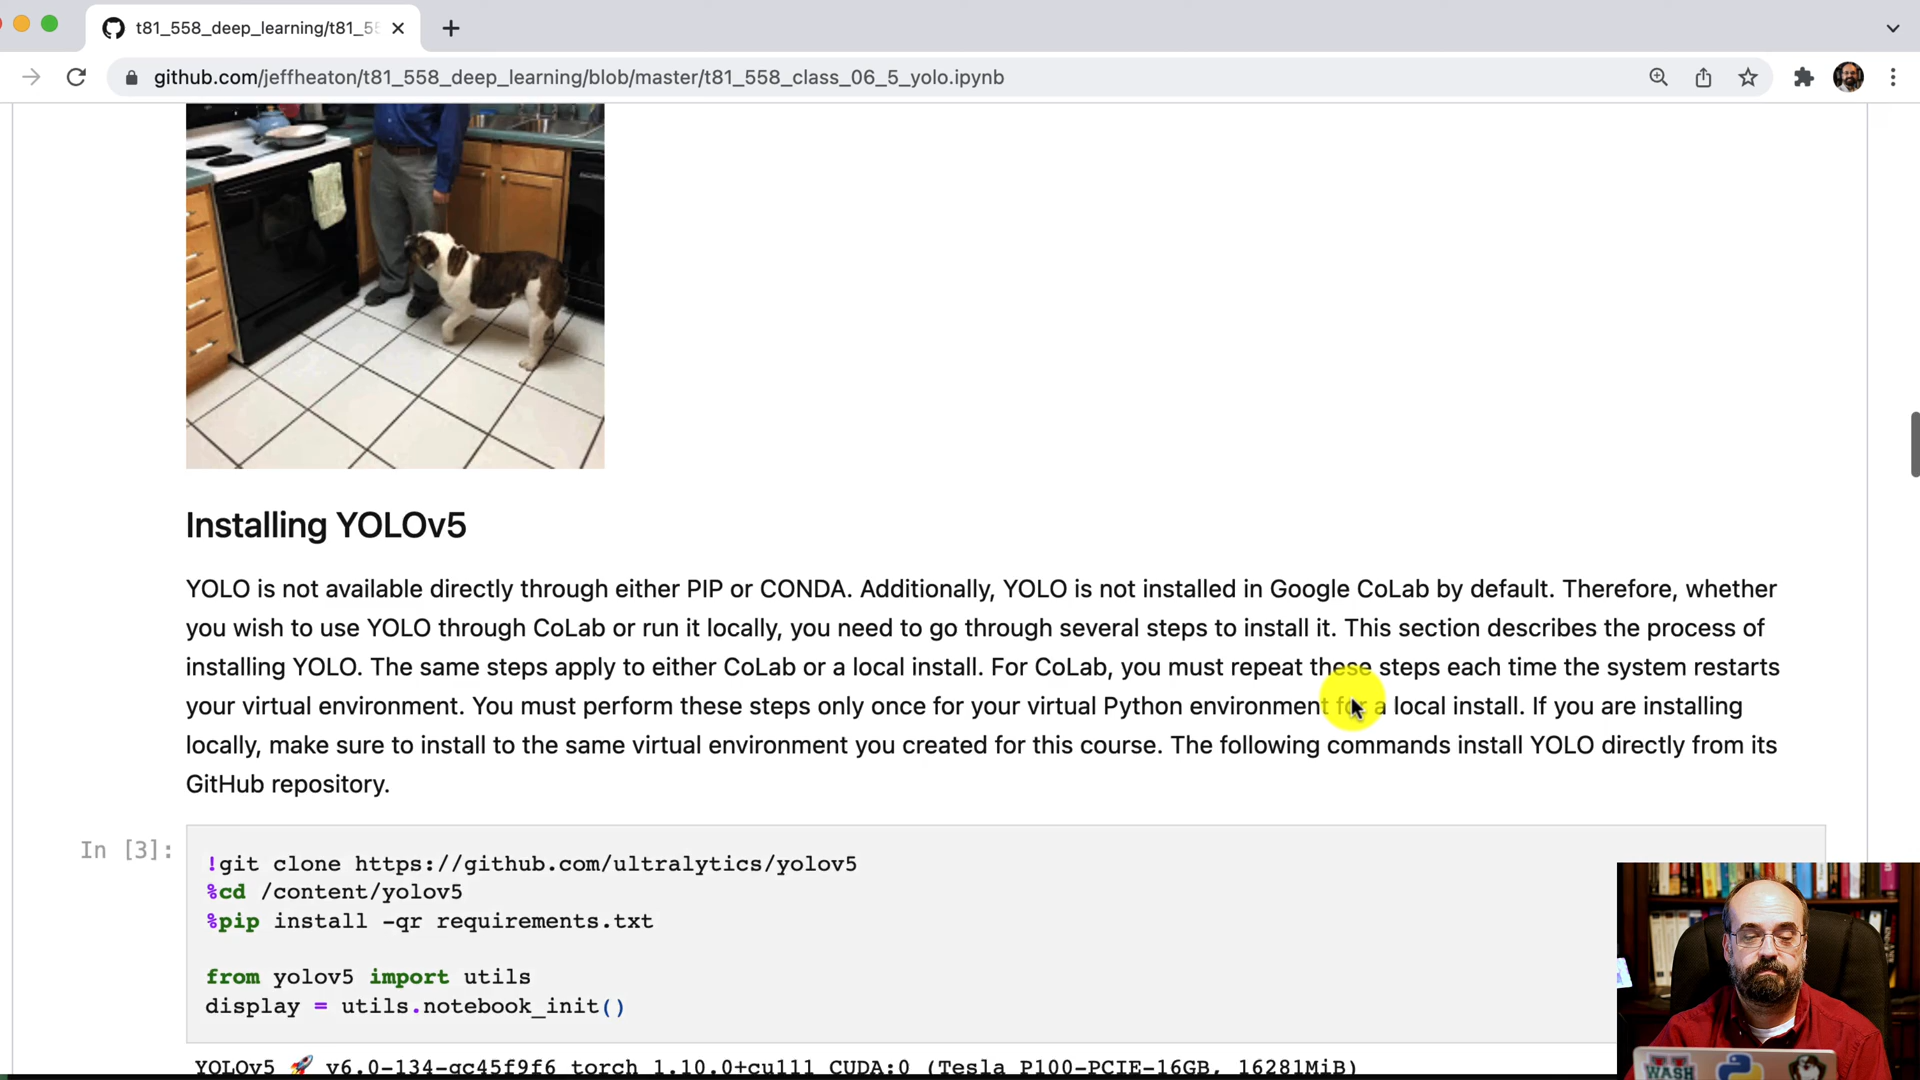 t81_558_deep_learning/t81_55
github.com/jeffheaton/t81_558_deep_learning/blob/master/t81_558_class_06_5_yolo.ipynb
Installing YOLOv5
YOLO is not available directly through either PIP or CONDA. Additionally, YOLO is not installed in Google CoLab by default. Therefore, whether
you wish to use YOLO through CoLab or run it locally, you need to go through several steps to install it. This section describes the process of
installing YOLO. The same steps apply to either CoLab or a local install. For CoLab, you must repeat these steps each time the system restarts
your virtual environment. You must perform these steps only once for your virtual Python environment for a local install. If you are installing
locally, make sure to install to the same virtual environment you created for this course. The following commands install YOLO directly from its
GitHub repository.
In [3]:
!git clone https://github.com/ultralytics/yolov5
%cd /content/yolov5
%pip install -qr requirements.txt
from yolov5 import utils
display = utils.notebook_init()
YOLOv5 🚀 v6.0-134-gc45f9f6 torch 1.10.0+cu111 CUDA:0 (Tesla P100-PCIE-16GB, 16281MiB)
WASH